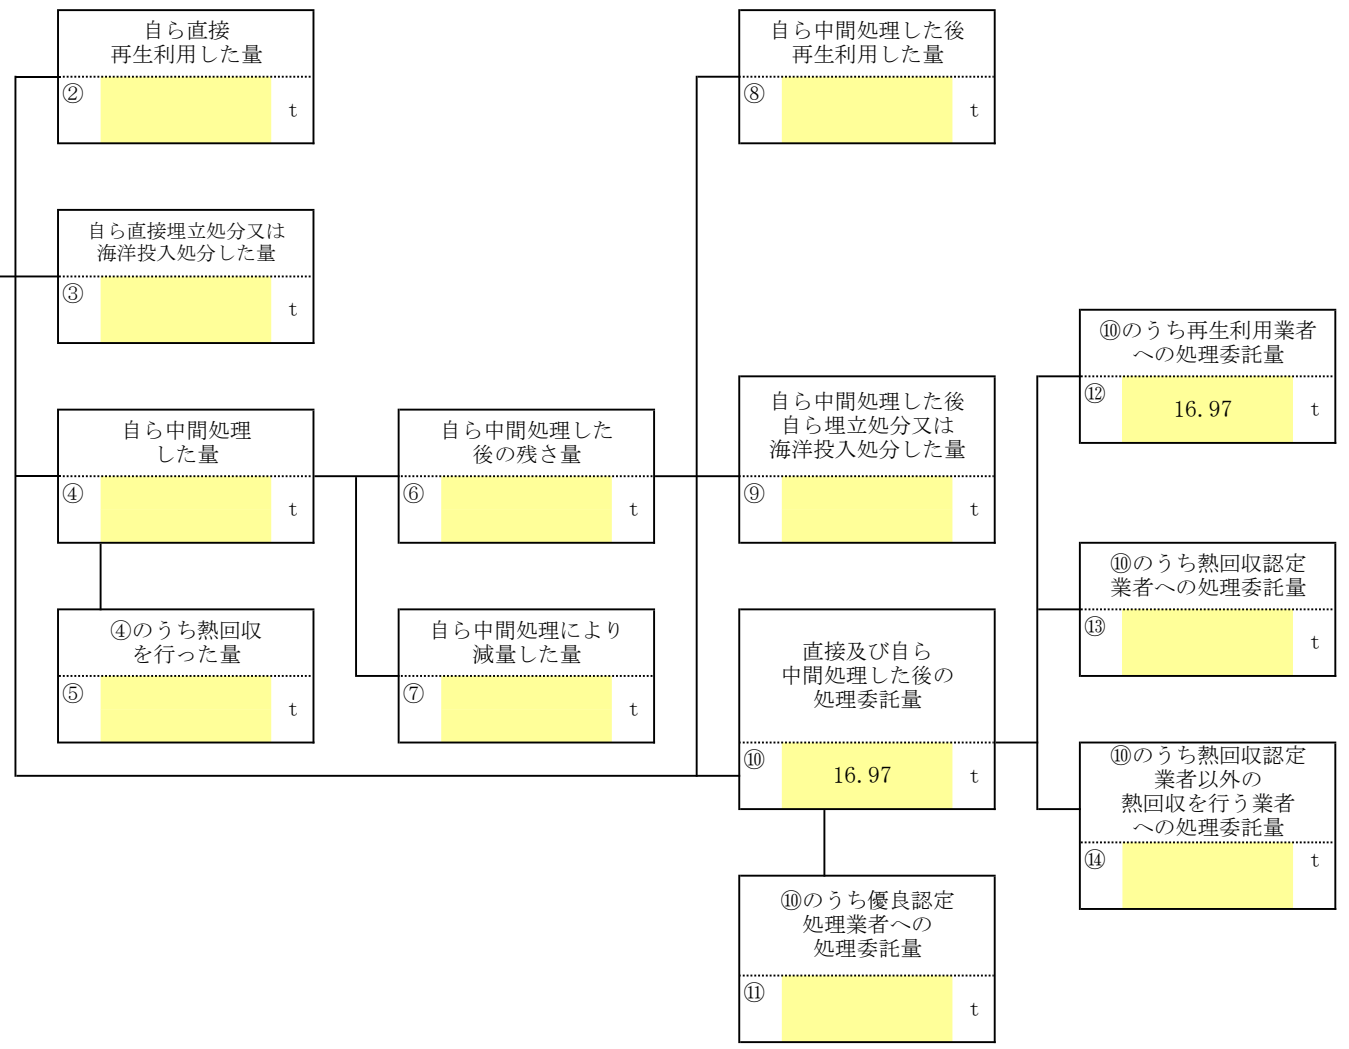 自ら直接
再生利用した量
②
t
自ら中間処理した後
再生利用した量
⑧
t
自ら直接埋立処分又は
海洋投入処分した量
③
t
⑩のうち再生利用業者
への処理委託量
⑫
16.97
t
自ら中間処理
した量
④
t
自ら中間処理した
後の残さ量
⑥
t
自ら中間処理した後
自ら埋立処分又は
海洋投入処分した量
⑨
t
⑩のうち熱回収認定
業者への処理委託量
⑬
t
④のうち熱回収
を行った量
⑤
t
自ら中間処理により
減量した量
⑦
t
直接及び自ら
中間処理した後の
処理委託量
⑩
16.97
t
⑩のうち熱回収認定
業者以外の
熱回収を行う業者
への処理委託量
⑭
t
⑩のうち優良認定
処理業者への
処理委託量
⑪
t